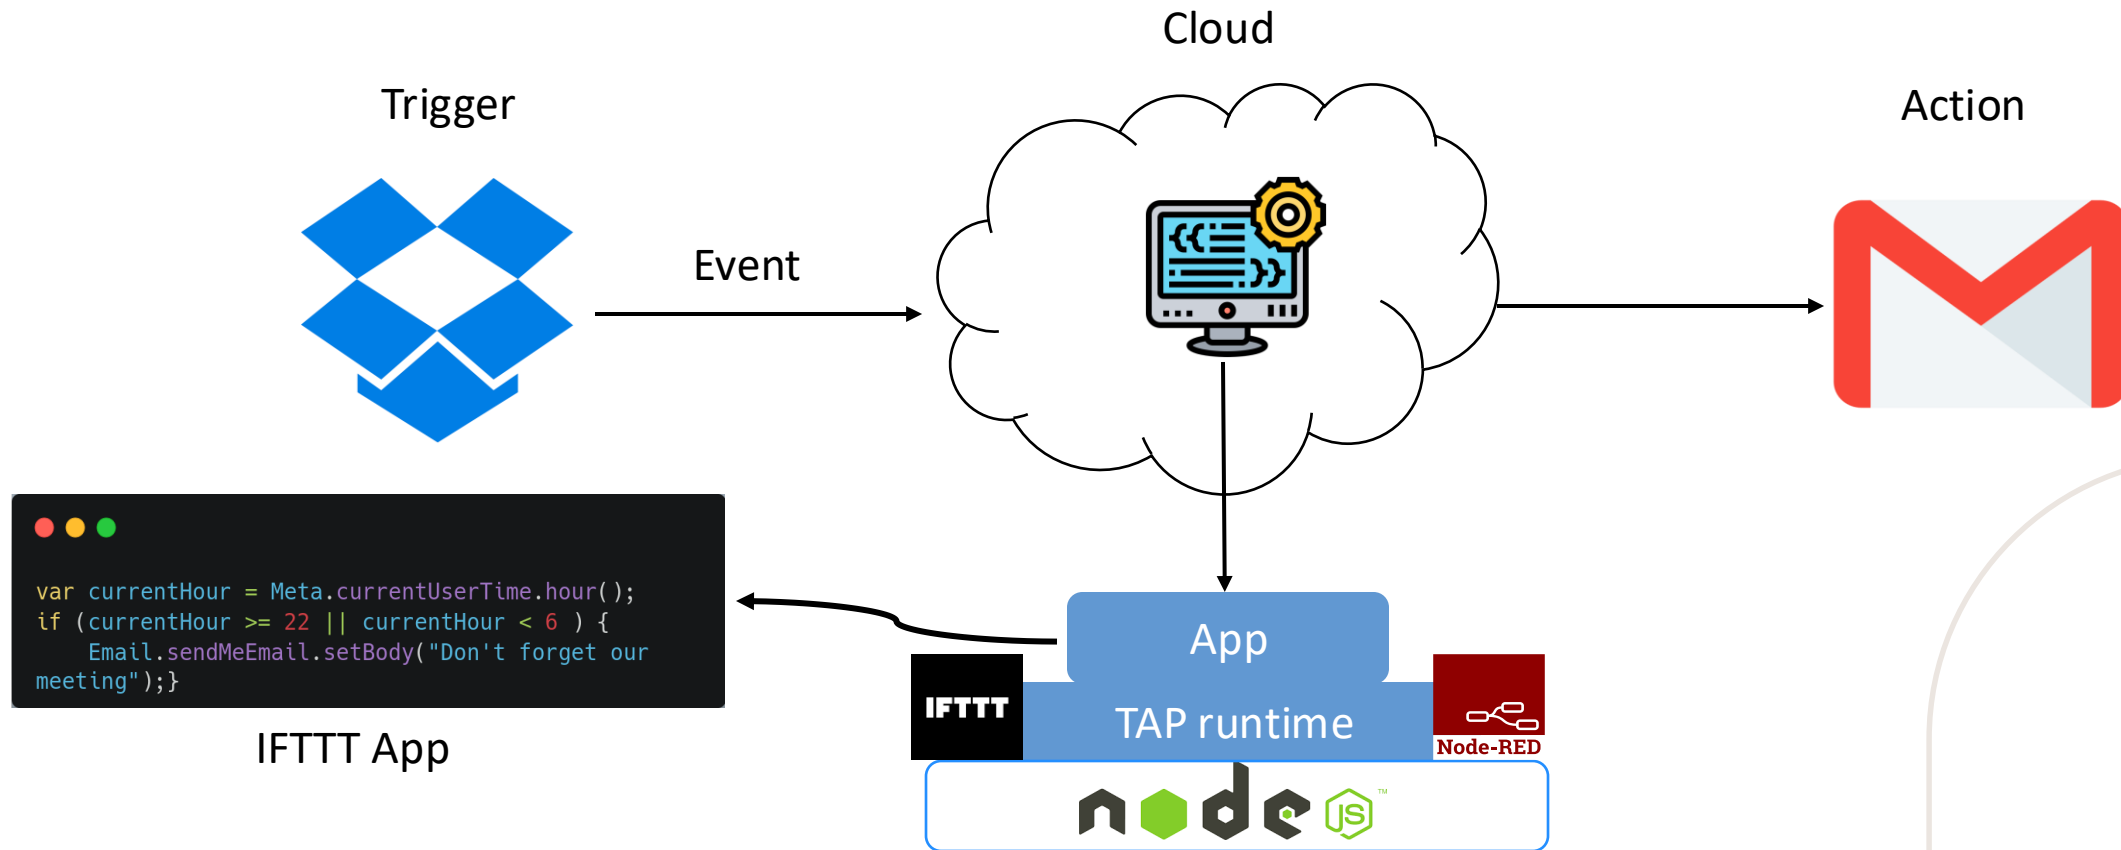 Cloud
Trigger
Action
Event
var currentHour = Meta.currentUserTime.hour();
if (currentHour >= 22 || currentHour < 6 ) {
    Email.sendMeEmail.setBody("Don't forget our
meeting");}
IFTTT App
App
IFTTT
TAP runtime
Node-RED
node JS™